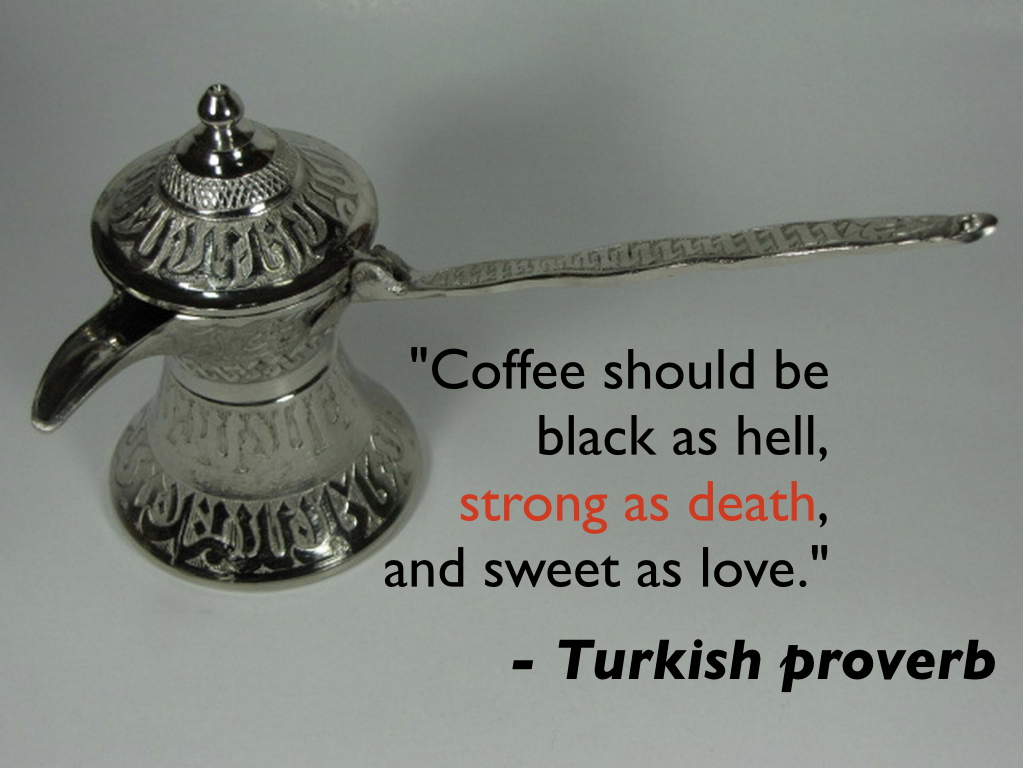 "Coffee should be
black as hell,
strong as death,
and sweet as love."
- Turkish proverb